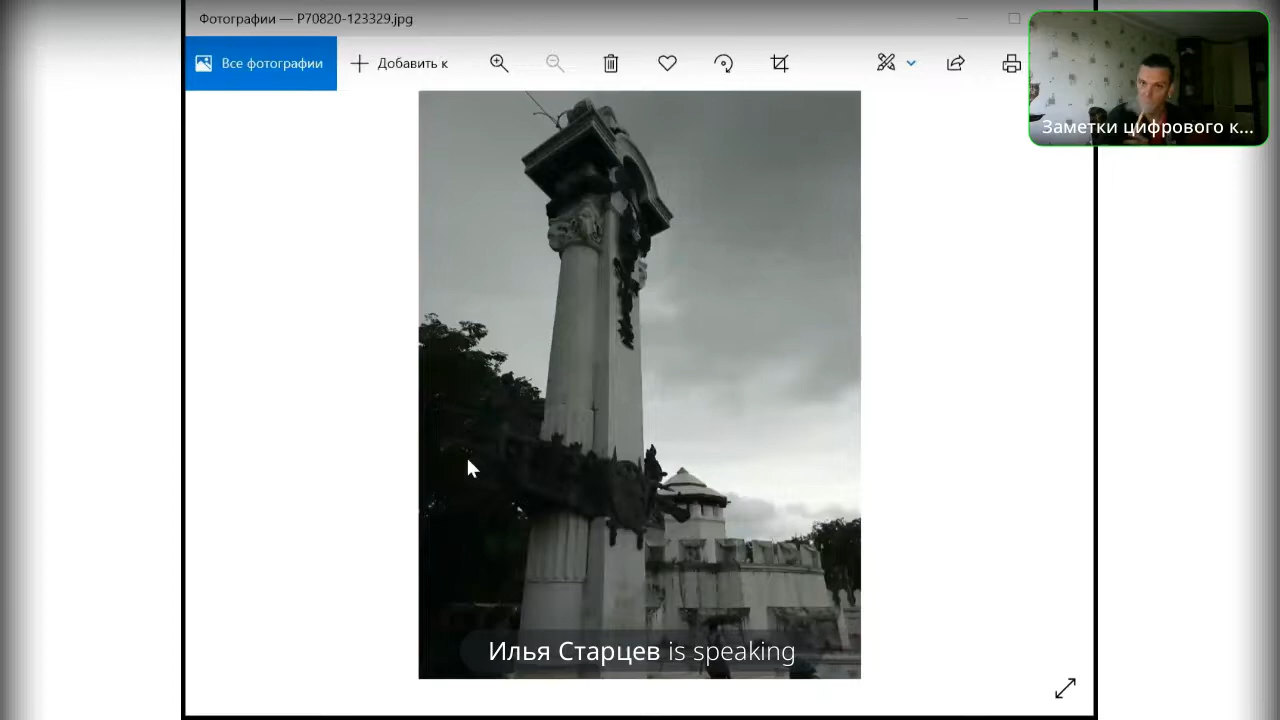 Фотографии — P70820-123329.jpg
Все фотографии
Добавить к
Заметки цифрового к...
Илья Старцев is speaking